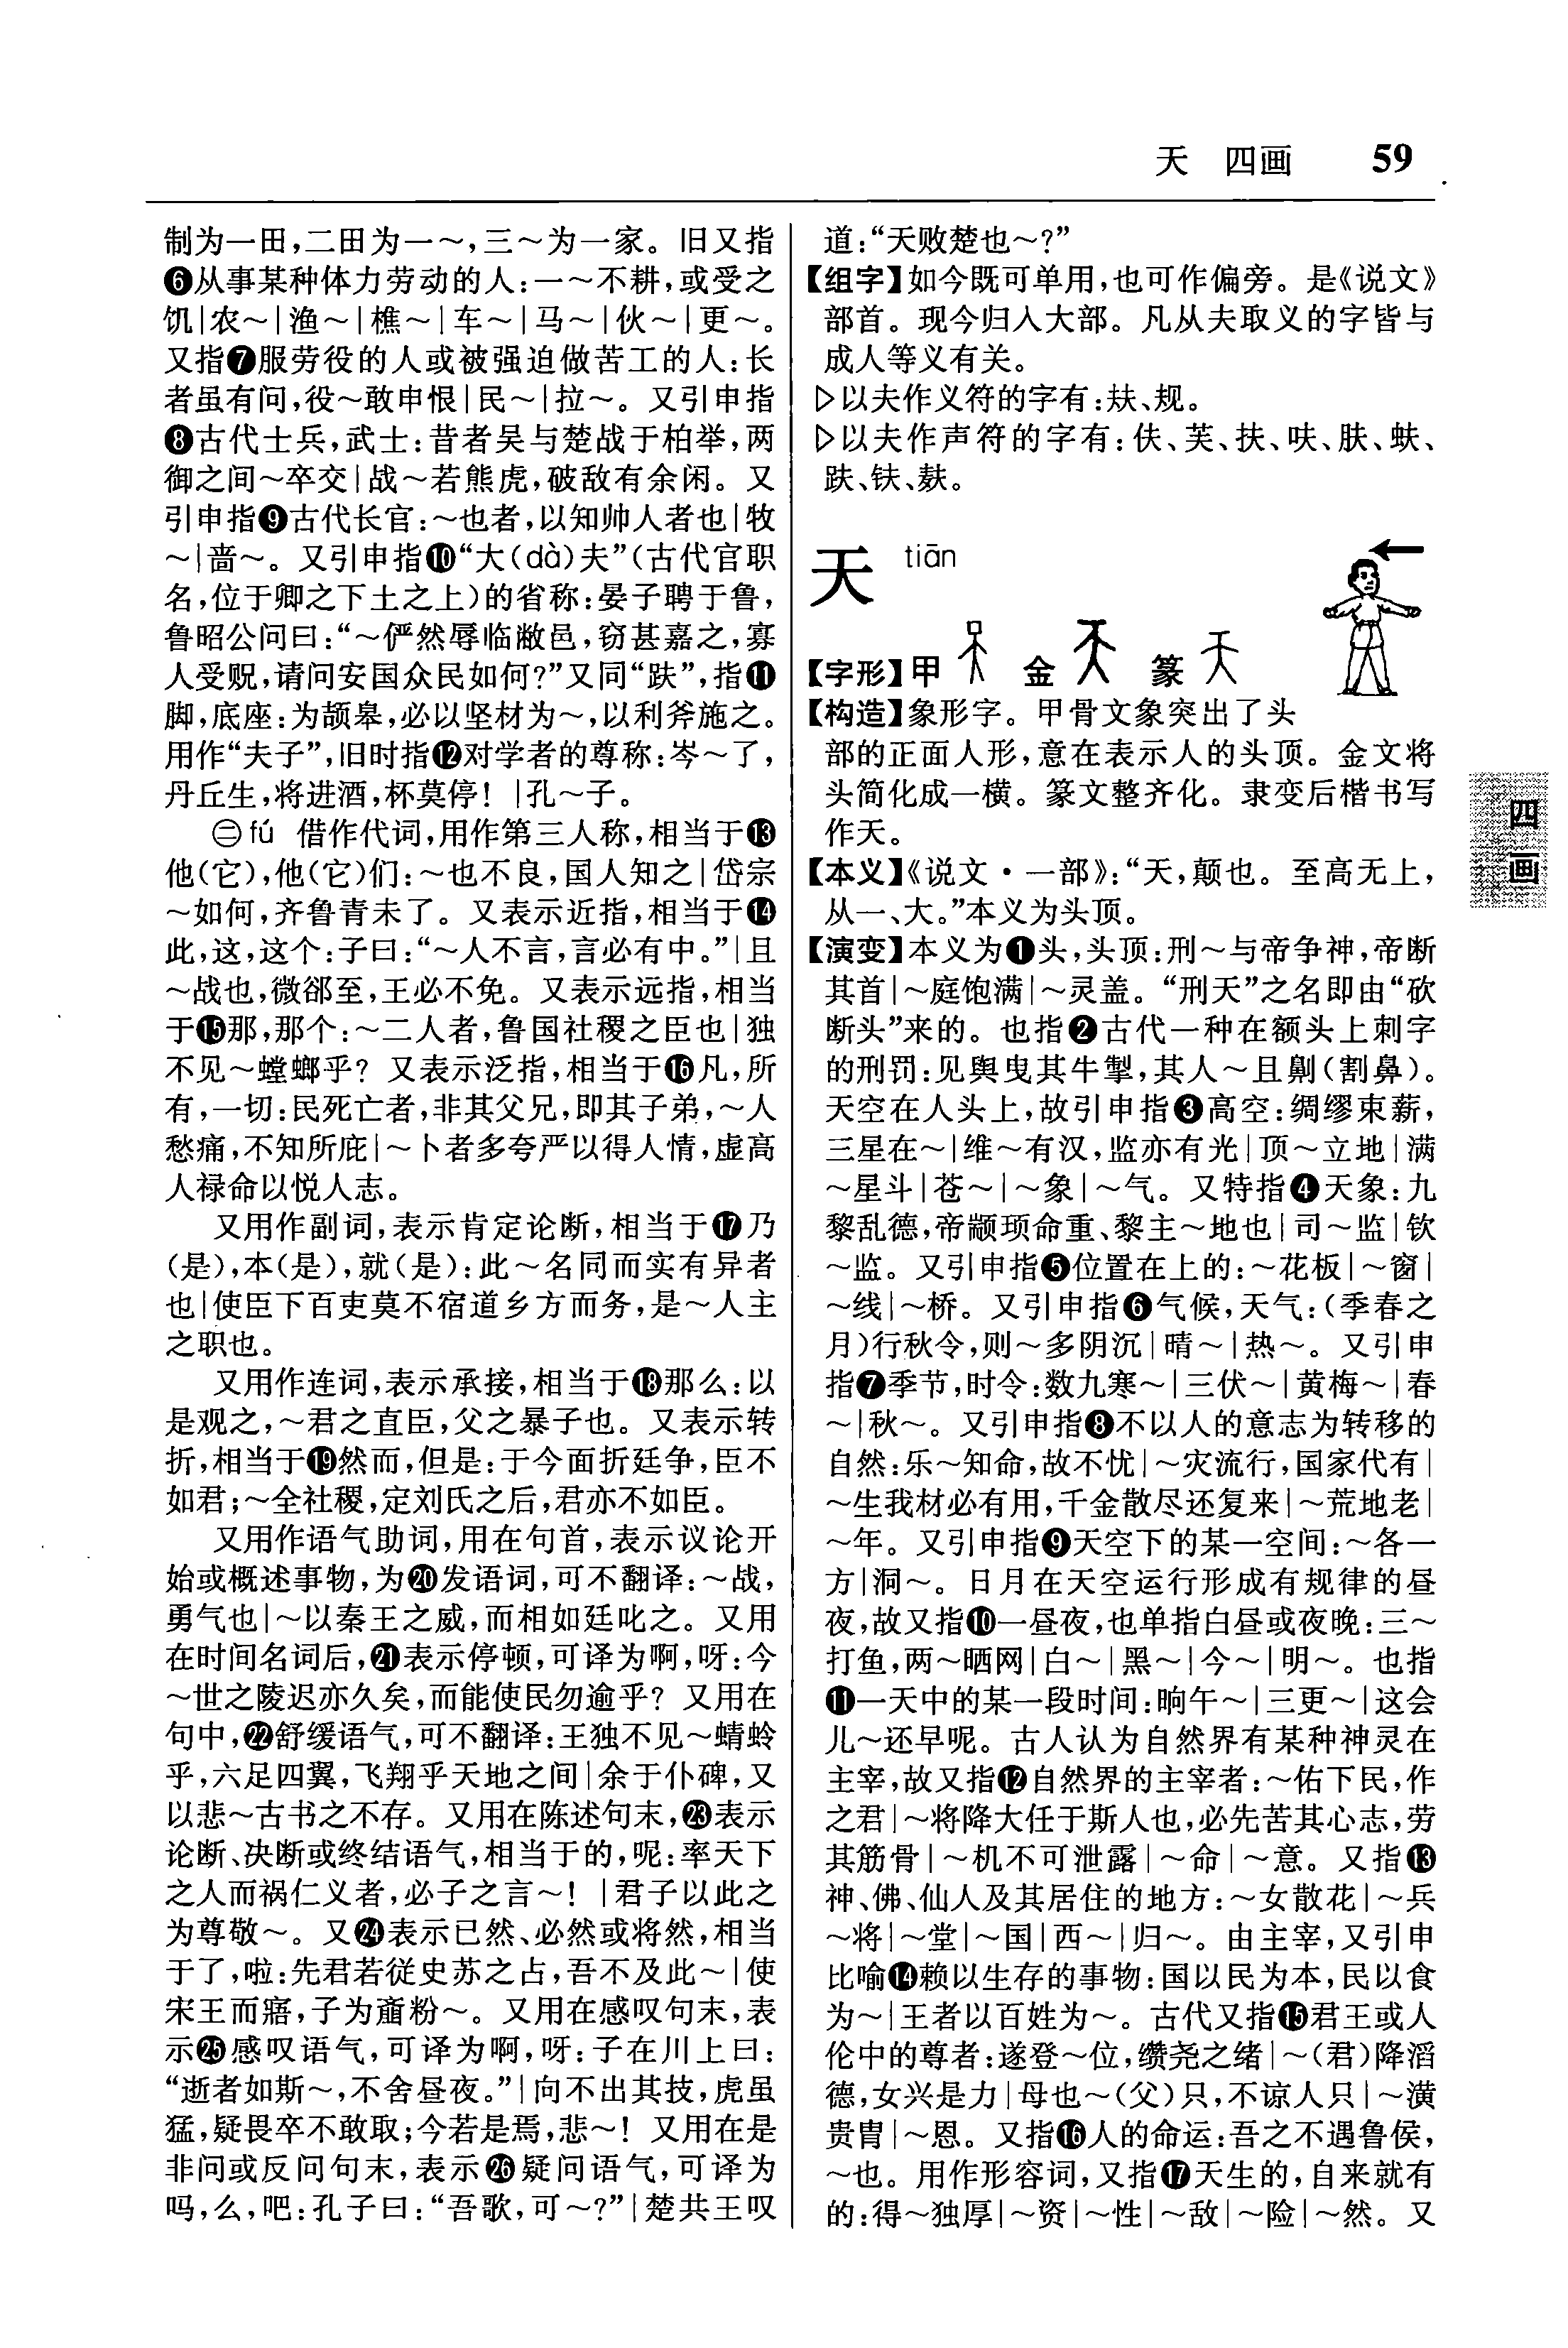 天 四画 59
制为一田,二田为一～,三～为一家。旧又指
❻从事某种体力劳动的人:一～不耕,或受之
饥|农～|渔～|樵～|车～|马～|伙～|更～。
又指❼服劳役的人或被强迫做苦工的人:长
者虽有问,役～敢申恨|民～|拉～。又引申指
❽古代士兵,武士:昔者吴与楚战于柏举,两
御之间～卒交|战～若熊虎,破敌有余闲。又
引申指❾古代长官:～也者,以知帅人者也|牧
～|啬～。又引申指❿“大(dà)夫”(古代官职
名,位于卿之下士之上)的省称:晏子聘于鲁,
鲁昭公问曰:“～俨然辱临敝邑,窃甚嘉之,寡
人受贶,请问安国众民如何?”又同“趺”,指⓫
脚,底座:为颉皋,必以坚材为～,以利斧施之。
用作“夫子”,旧时指⓬对学者的尊称:岑～了,
丹丘生,将进酒,杯莫停! |孔～子。
㊁fú 借作代词,用作第三人称,相当于⓭
他(它),他(它)们:～也不良,国人知之|岱宗
～如何,齐鲁青未了。又表示近指,相当于⓮
此,这,这个:子曰:“～人不言,言必有中。”|且
～战也,微郤至,王必不免。又表示远指,相当
于⓯那,那个:～二人者,鲁国社稷之臣也|独
不见～螳螂乎? 又表示泛指,相当于⓰凡,所
有,一切:民死亡者,非其父兄,即其子弟,～人
愁痛,不知所庇|～卜者多夸严以得人情,虚高
人禄命以悦人志。
又用作副词,表示肯定论断,相当于⓱乃
(是),本(是),就(是):此～名同而实有异者
也|使臣下百吏莫不宿道乡方而务,是～人主
之职也。
又用作连词,表示承接,相当于⓲那么:以
是观之,～君之直臣,父之暴子也。又表示转
折,相当于⓳然而,但是:于今面折廷争,臣不
如君;～全社稷,定刘氏之后,君亦不如臣。
又用作语气助词,用在句首,表示议论开
始或概述事物,为⓴发语词,可不翻译:～战,
勇气也|～以秦王之威,而相如廷叱之。又用
在时间名词后,㉑表示停顿,可译为啊,呀:今
～世之陵迟亦久矣,而能使民勿逾乎? 又用在
句中,㉒舒缓语气,可不翻译:王独不见～蜻蛉
乎,六足四翼,飞翔乎天地之间|余于仆碑,又
以悲～古书之不存。又用在陈述句末,㉓表示
论断、决断或终结语气,相当于的,呢:率天下
之人而祸仁义者,必子之言～! |君子以此之
为尊敬～。又㉔表示已然、必然或将然,相当
于了,啦:先君若従史苏之占,吾不及此～|使
宋王而寤,子为齑粉～。又用在感叹句末,表
示㉕感叹语气,可译为啊,呀:子在川上曰:
“逝者如斯～,不舍昼夜。”|向不出其技,虎虽
猛,疑畏卒不敢取;今若是焉,悲～! 又用在是
非问或反问句末,表示㉖疑问语气,可译为
吗,么,吧:孔子曰:“吾歌,可～?”|楚共王叹
道:“天败楚也～?”
【组字】如今既可单用,也可作偏旁。是《说文》
部首。现今归入大部。凡从夫取义的字皆与
成人等义有关。
▷以夫作义符的字有:㚘、规。
▷以夫作声符的字有:伕、芙、扶、呋、肤、蚨、
趺、铁、麸。
天 tiān
【字形】甲 金 篆
【构造】象形字。甲骨文象突出了头
部的正面人形,意在表示人的头顶。金文将
头简化成一横。篆文整齐化。隶变后楷书写
作天。
【本义】《说文·一部》:“天,颠也。至高无上,
从一、大。”本义为头顶。
【演变】本义为❶头,头顶:刑～与帝争神,帝断
其首|～庭饱满|～灵盖。“刑天”之名即由“砍
断头”来的。也指❷古代一种在额头上刺字
的刑罚:见舆曳其牛掣,其人～且劓(割鼻)。
天空在人头上,故引申指❸高空:绸缪束薪,
三星在～|维～有汉,监亦有光|顶～立地|满
～星斗|苍～|～象|～气。又特指❹天象:九
黎乱德,帝颛顼命重、黎主～地也|司～监|钦
～监。又引申指❺位置在上的:～花板|～窗|
～线|～桥。又引申指❻气候,天气:(季春之
月)行秋令,则～多阴沉|晴～|热～。又引申
指❼季节,时令:数九寒～|三伏～|黄梅～|春
～|秋～。又引申指❽不以人的意志为转移的
自然:乐～知命,故不忧|～灾流行,国家代有|
～生我材必有用,千金散尽还复来|～荒地老|
～年。又引申指❾天空下的某一空间:～各一
方|洞～。日月在天空运行形成有规律的昼
夜,故又指❿一昼夜,也单指白昼或夜晚:三～
打鱼,两～晒网|白～|黑～|今～|明～。也指
⓫一天中的某一段时间:晌午～|三更～|这会
儿～还早呢。古人认为自然界有某种神灵在
主宰,故又指⓬自然界的主宰者:～佑下民,作
之君|～将降大任于斯人也,必先苦其心志,劳
其筋骨|～机不可泄露|～命|～意。又指⓭
神、佛、仙人及其居住的地方:～女散花|～兵
～将|～堂|～国|西～|归～。由主宰,又引申
比喻⓮赖以生存的事物:国以民为本,民以食
为～|王者以百姓为～。古代又指⓯君王或人
伦中的尊者:遂登～位,缵尧之绪|～(君)降滔
德,女兴是力|母也～(父)只,不谅人只|～潢
贵胄|～恩。又指⓰人的命运:吾之不遇鲁侯,
～也。用作形容词,又指⓱天生的,自来就有
的:得～独厚|～资|～性|～敌|～险|～然。又
四画